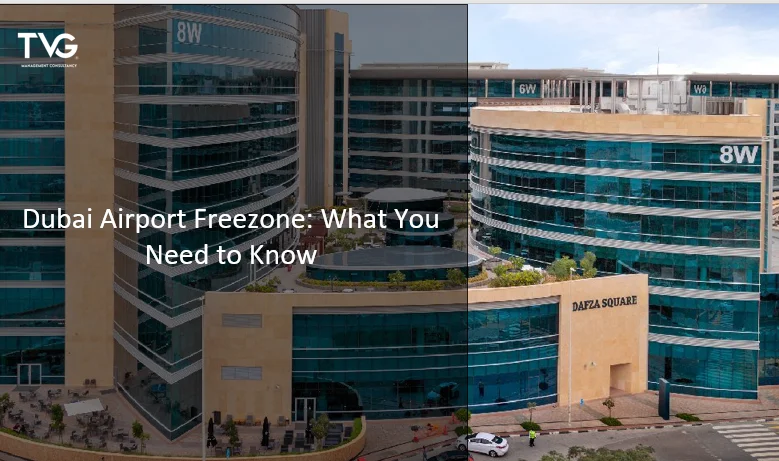 TVG
MANAGEMENT CONSULTANCY
8W
6W
8W
Dubai Airport Freezone: What You
Need to Know
DAFZA SQUARE